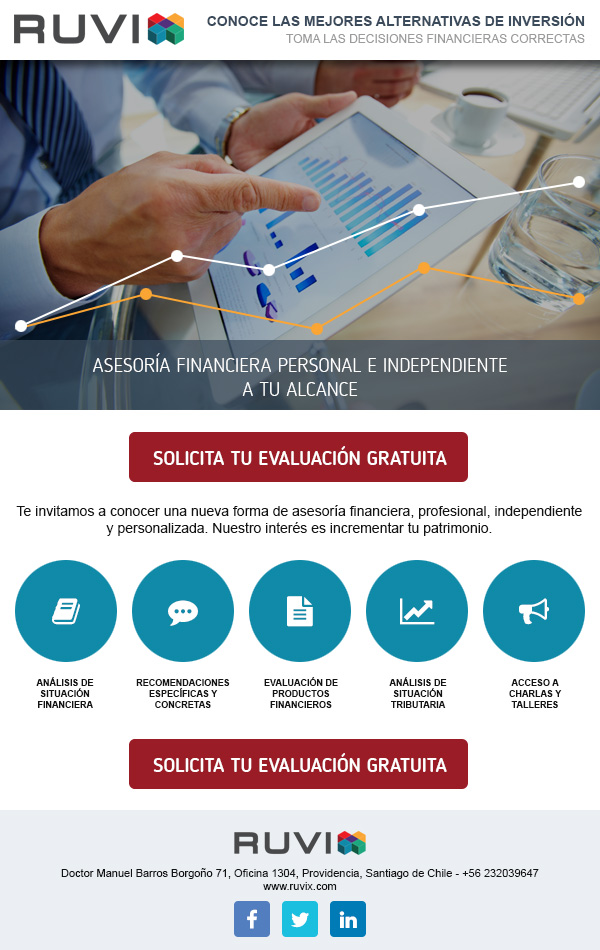 RUVIX
CONOCE LAS MEJORES ALTERNATIVAS DE INVERSIÓN
TOMA LAS DECISIONES FINANCIERAS CORRECTAS
ASESORÍA FINANCIERA PERSONAL E INDEPENDIENTE
A TU ALCANCE
SOLICITA TU EVALUACIÓN GRATUITA
Te invitamos a conocer una nueva forma de asesoría financiera, profesional, independiente
y personalizada. Nuestro interés es incrementar tu patrimonio.
ANÁLISIS DE
SITUACIÓN
FINANCIERA
RECOMENDACIONES
ESPECÍFICAS Y
CONCRETAS
EVALUACIÓN DE
PRODUCTOS
FINANCIEROS
ANÁLISIS DE
SITUACIÓN
TRIBUTARIA
ACCESO A
CHARLAS Y
TALLERES
SOLICITA TU EVALUACIÓN GRATUITA
RUVIX
Doctor Manuel Barros Borgoño 71, Oficina 1304, Providencia, Santiago de Chile - +56 232039647
www.ruvix.com